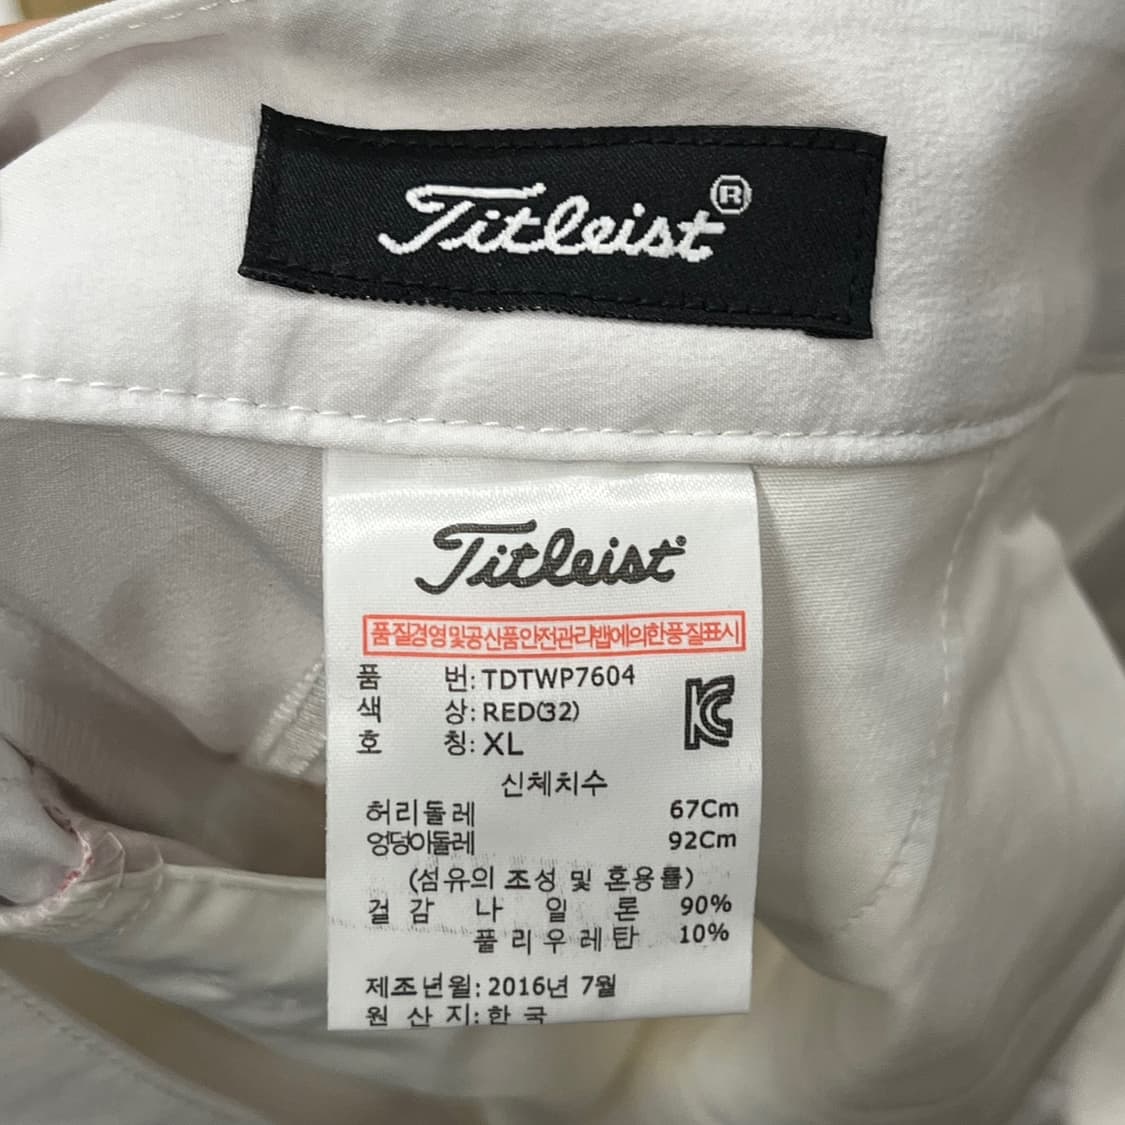 Titleist®
Titleist®
품질경영및공산품안전관리뱁에의한풍질표시
품 번: TDTWP7604
색 상: RED(32)
호 칭: XL
신체치수
허리둘레 67Cm
엉덩아둘레 92Cm
(섬유의 조성 및 혼용률)
겉감 나일론 90%
폴리우레탄 10%
제조년월: 2016년 7월
원산지: 한국